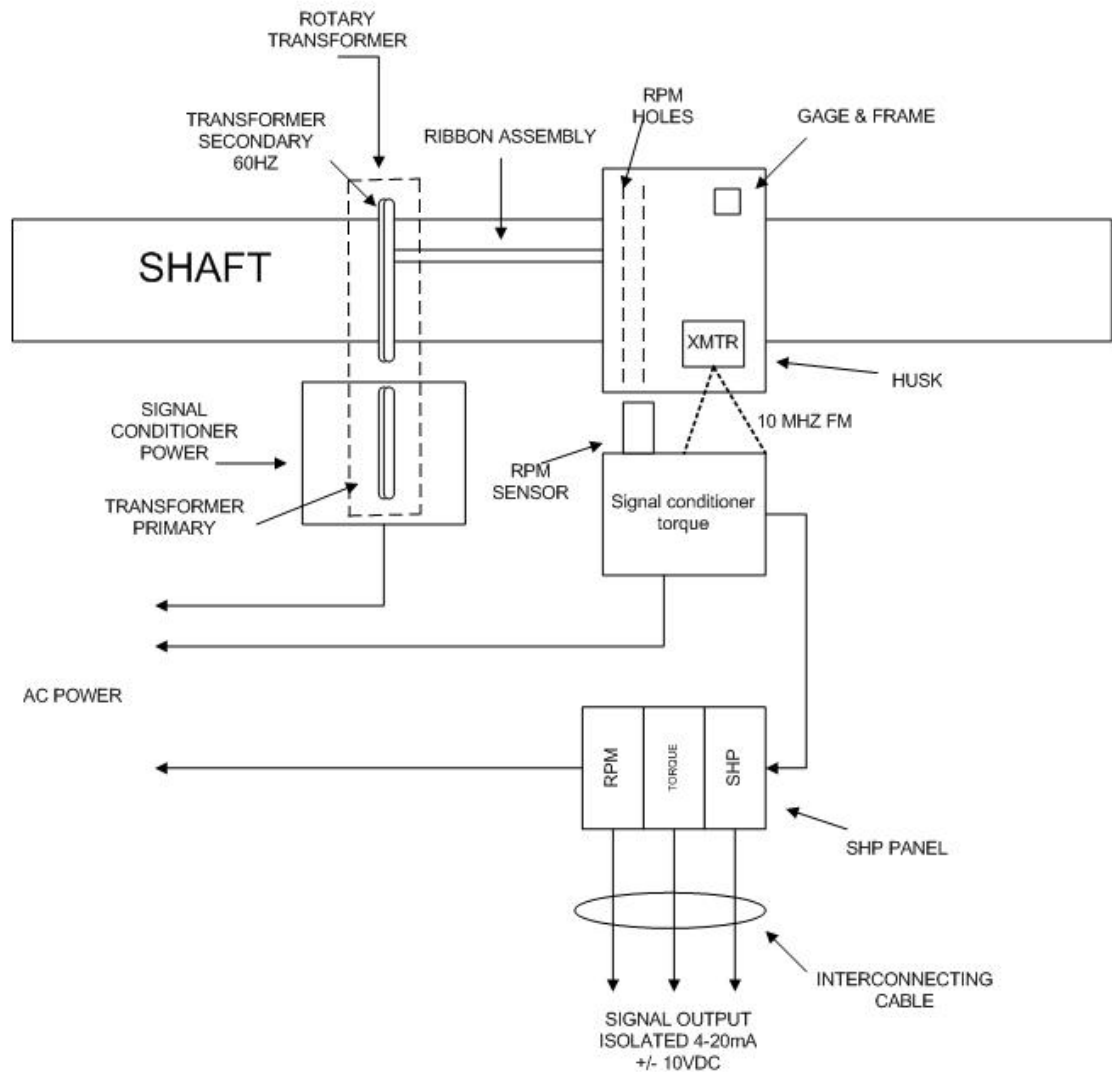 ROTARY
TRANSFORMER
TRANSFORMER
SECONDARY
60HZ
RIBBON ASSEMBLY
RPM
HOLES
GAGE & FRAME
SHAFT
XMTR
HUSK
SIGNAL
CONDITIONER
POWER
10 MHZ FM
RPM
SENSOR
TRANSFORMER
PRIMARY
Signal conditioner
torque
AC POWER
RPM
TORQUE
SHP
SHP PANEL
INTERCONNECTING
CABLE
SIGNAL OUTPUT
ISOLATED 4-20mA
+/- 10VDC